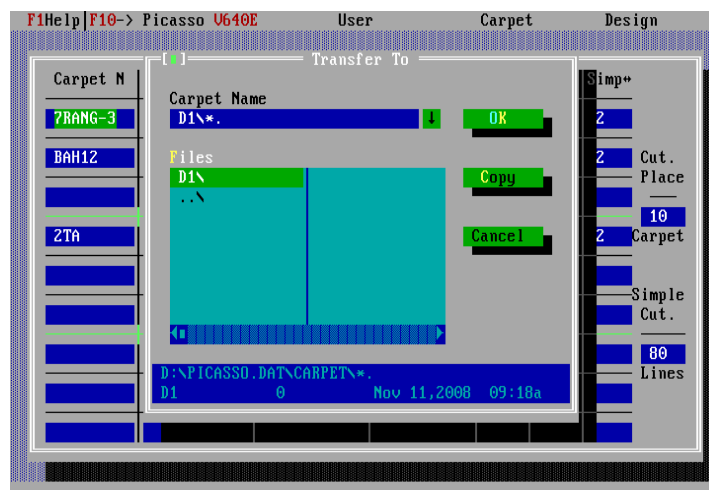 F1Help F10-> Picasso V640E User Carpet Design
[ ] Transfer To
Carpet N Simp↔
Carpet Name
7RANG-3 D1\*. ↓ OK 2
BAH12 Files 2 Cut.
D1\ Copy Place
..\
10
2TA Cancel 2 Carpet
Simple
Cut.
80
D:\PICASSO.DAT\CARPET\*. Lines
D1 0 Nov 11,2008 09:18a